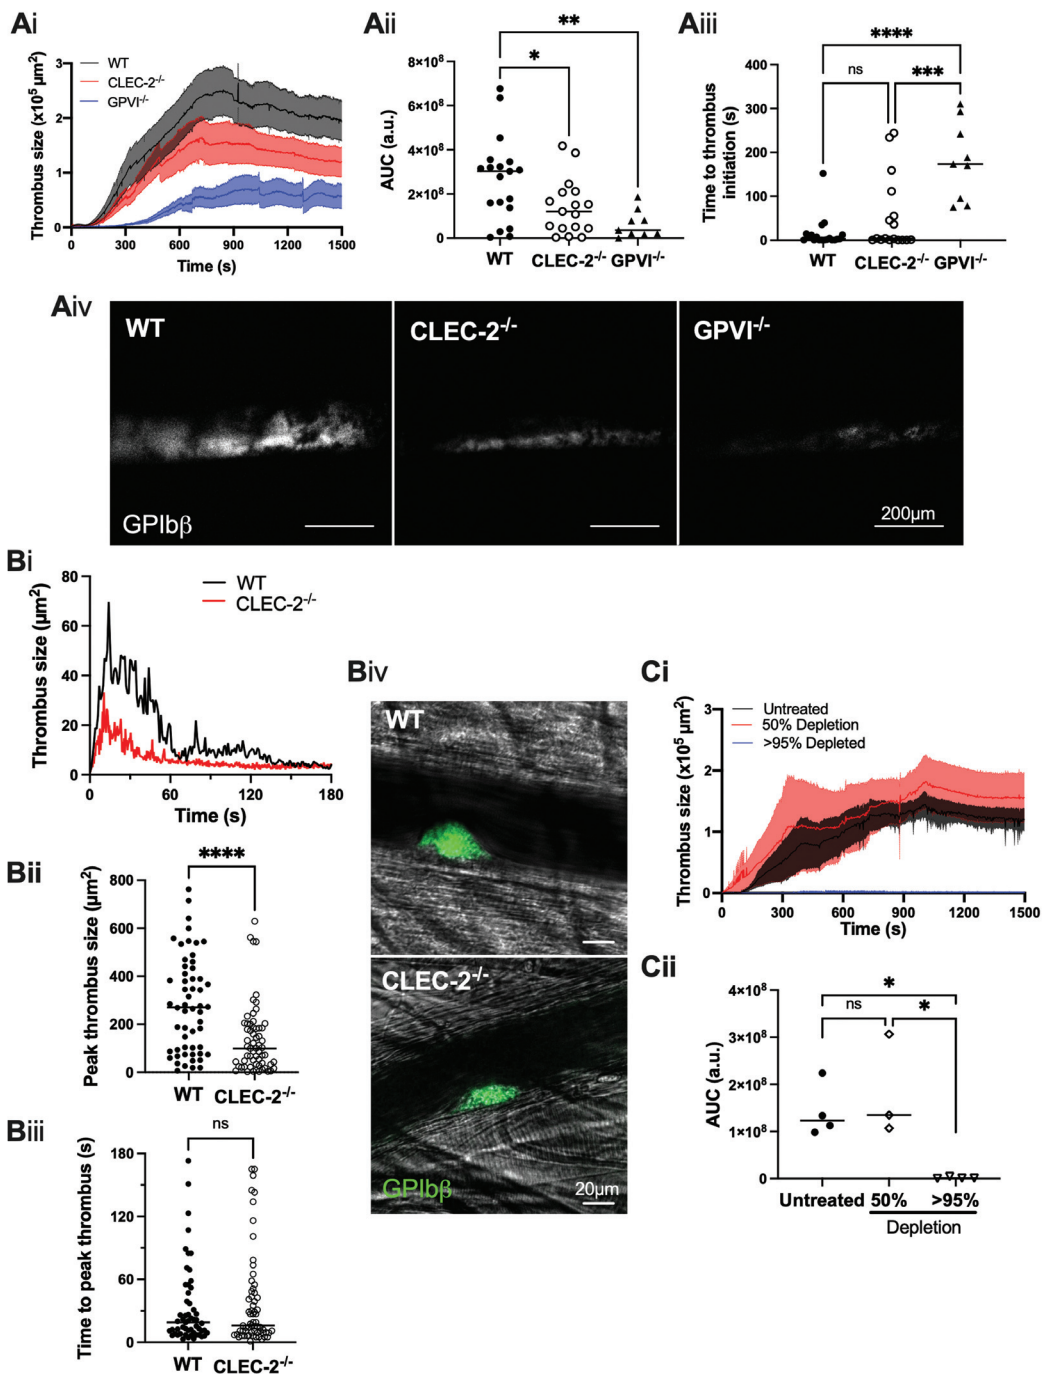 Ai
Thrombus size (x10⁵ μm²)
3
2
1
0
WT
CLEC-2⁻/⁻
GPVI⁻/⁻
0 300 600 900 1200 1500
Time (s)
Aii
AUC (a.u.)
8×10⁸
6×10⁸
4×10⁸
2×10⁸
0
**
*
WT CLEC-2⁻/⁻ GPVI⁻/⁻
Aiii
Time to thrombus
initiation (s)
400
300
200
100
0
****
ns ***
WT CLEC-2⁻/⁻ GPVI⁻/⁻
Aiv
WT
CLEC-2⁻/⁻
GPVI⁻/⁻
GPIbβ
200μm
Bi
Thrombus size (μm²)
80
60
40
20
0
WT
CLEC-2⁻/⁻
0 60 120 180
Time (s)
Bii
Peak thrombus size (μm²)
800
600
400
200
0
****
WT CLEC-2⁻/⁻
Biii
Time to peak thrombus (s)
180
120
60
0
ns
WT CLEC-2⁻/⁻
Biv
WT
CLEC-2⁻/⁻
GPIbβ
20μm
Ci
Thrombus size (x10⁵ μm²)
3
2
1
0
Untreated
50% Depletion
>95% Depleted
0 300 600 900 1200 1500
Time (s)
Cii
AUC (a.u.)
4×10⁸
3×10⁸
2×10⁸
1×10⁸
0
*
ns *
Untreated 50% >95%
Depletion